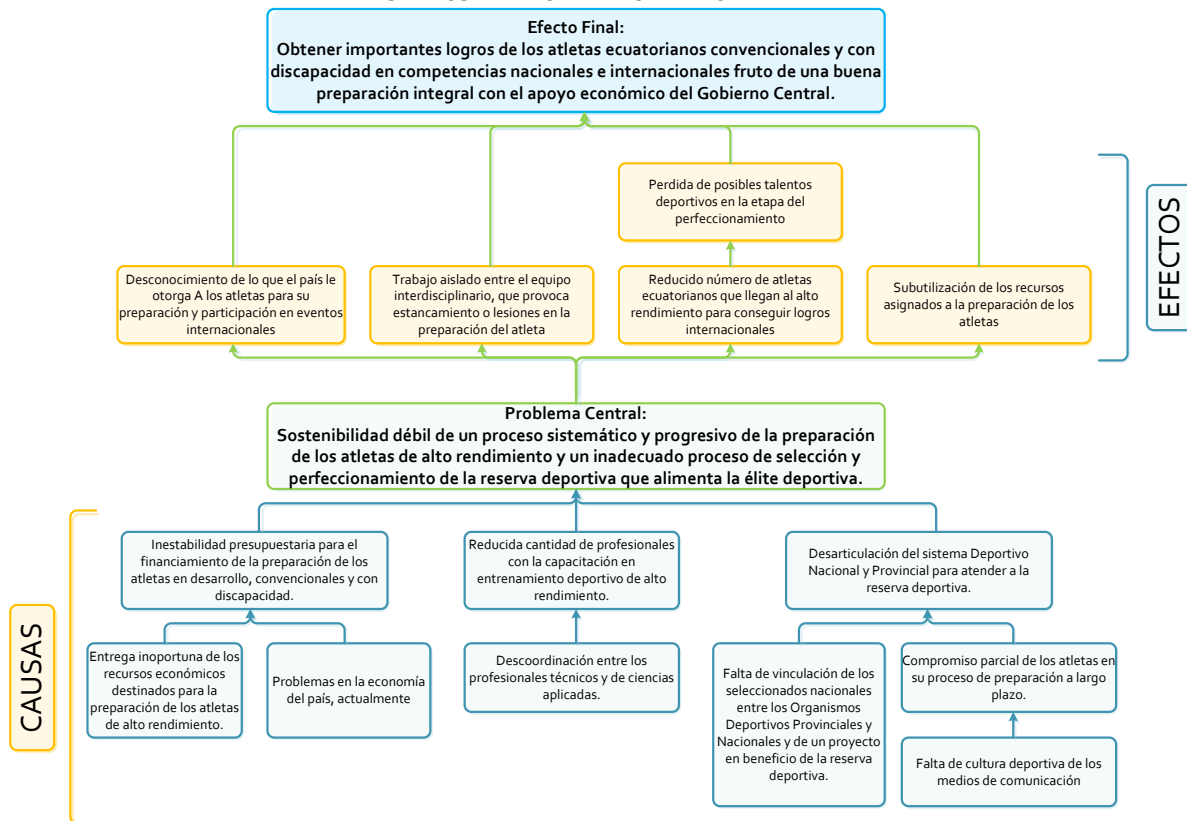 Efecto Final:
Obtener importantes logros de los atletas ecuatorianos convencionales y con
discapacidad en competencias nacionales e internacionales fruto de una buena
preparación integral con el apoyo económico del Gobierno Central.
Perdida de posibles talentos
deportivos en la etapa del
perfeccionamiento
EFECTOS
Desconocimiento de lo que el país le
otorga A los atletas para su
preparación y participación en eventos
internacionales
Trabajo aislado entre el equipo
interdisciplinario, que provoca
estancamiento o lesiones en la
preparación del atleta
Reducido número de atletas
ecuatorianos que llegan al alto
rendimiento para conseguir logros
internacionales
Subutilización de los recursos
asignados a la preparación de los
atletas
Problema Central:
Sostenibilidad débil de un proceso sistemático y progresivo de la preparación
de los atletas de alto rendimiento y un inadecuado proceso de selección y
perfeccionamiento de la reserva deportiva que alimenta la élite deportiva.
CAUSAS
Inestabilidad presupuestaria para el
financiamiento de la preparación de los
atletas en desarrollo, convencionales y con
discapacidad.
Reducida cantidad de profesionales
con la capacitación en
entrenamiento deportivo de alto
rendimiento.
Desarticulación del sistema Deportivo
Nacional y Provincial para atender a la
reserva deportiva.
Entrega inoportuna de los
recursos económicos
destinados para la
preparación de los atletas
de alto rendimiento.
Problemas en la economía
del país, actualmente
Descoordinación entre los
profesionales técnicos y de ciencias
aplicadas.
Falta de vinculación de los
seleccionados nacionales
entre los Organismos
Deportivos Provinciales y
Nacionales y de un proyecto
en beneficio de la reserva
deportiva.
Compromiso parcial de los atletas en
su proceso de preparación a largo
plazo.
Falta de cultura deportiva de los
medios de comunicación